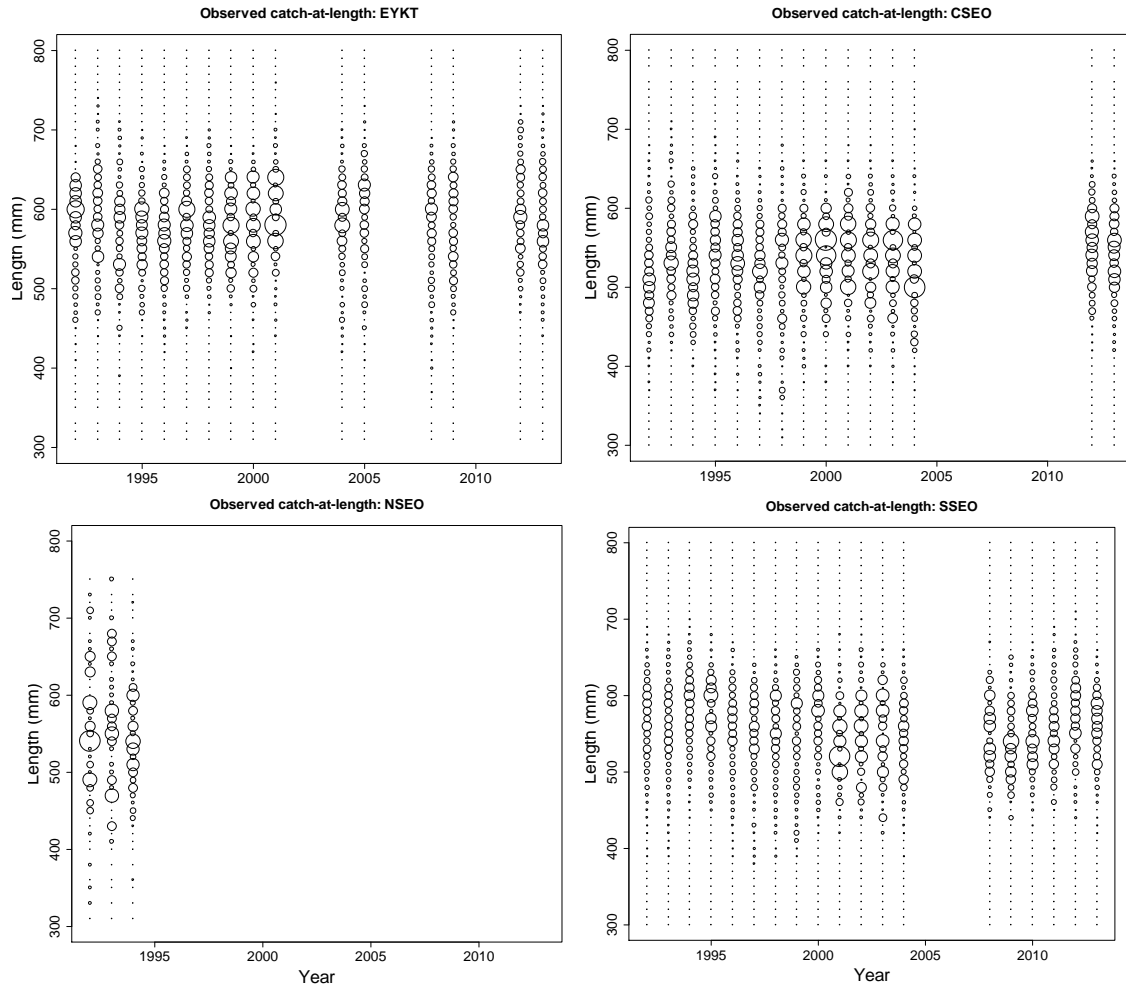 Observed catch-at-length: EYKT
Length (mm)
800
700
600
500
400
300
1995 2000 2005 2010
Observed catch-at-length: CSEO
Length (mm)
800
700
600
500
400
300
1995 2000 2005 2010
Observed catch-at-length: NSEO
Length (mm)
800
700
600
500
400
300
1995 2000 2005 2010
Year
Observed catch-at-length: SSEO
Length (mm)
800
700
600
500
400
300
1995 2000 2005 2010
Year